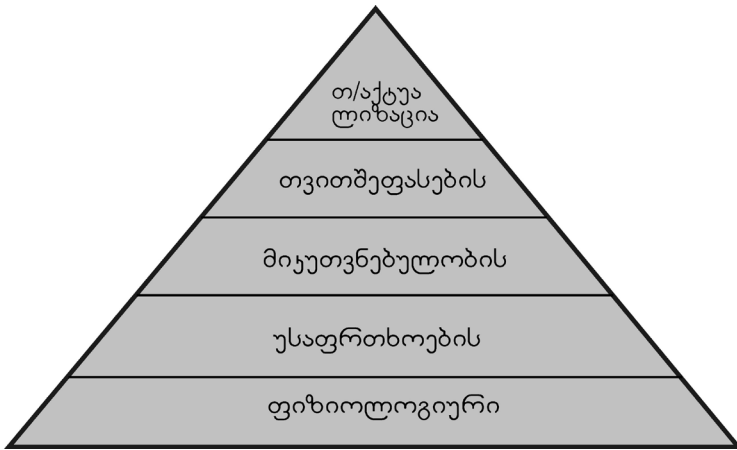 თ/აქტუა
ლიზაცია
თვითშეფასების
მიკუთვნებულობის
უსაფრთხოების
ფიზიოლოგიური